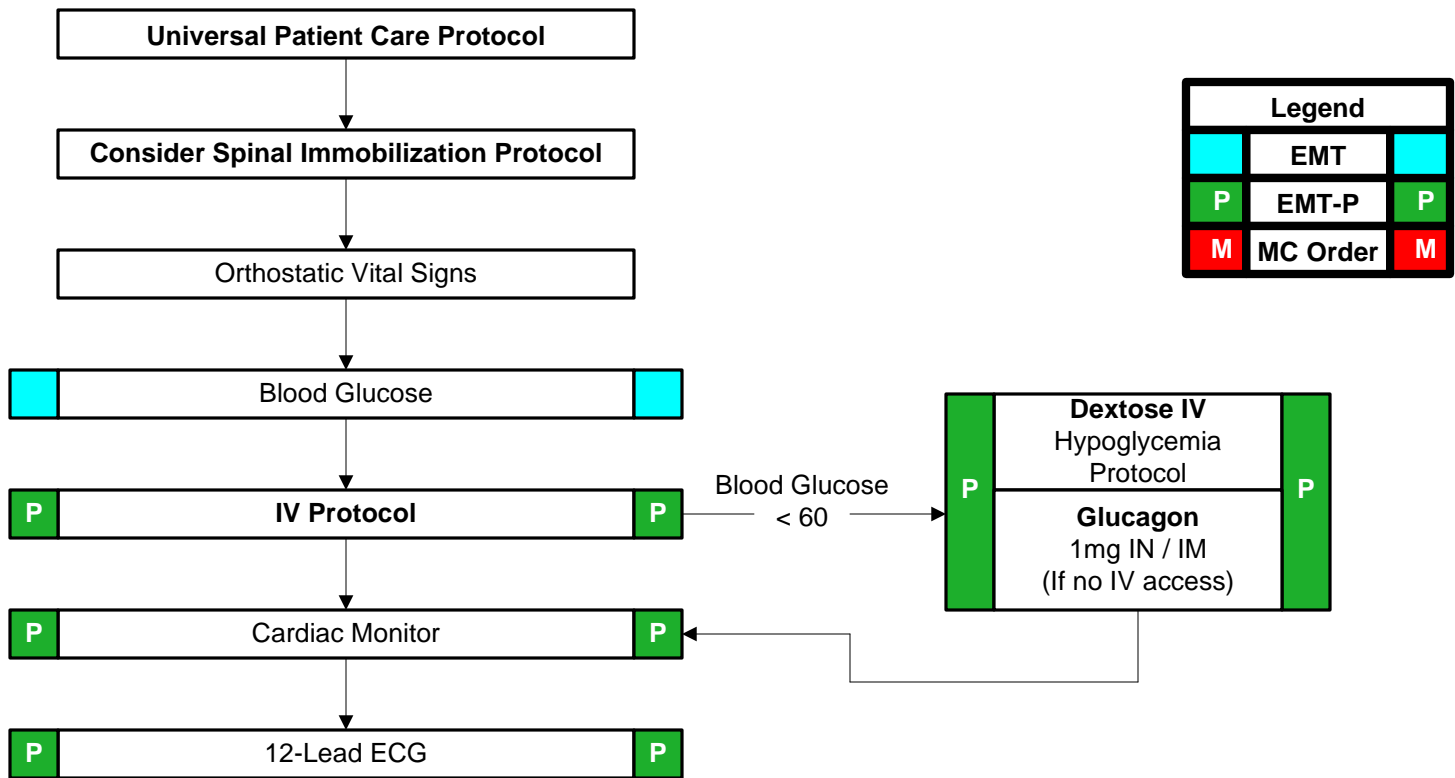 Universal Patient Care Protocol
Consider Spinal Immobilization Protocol
Orthostatic Vital Signs
Blood Glucose
P IV Protocol P
Blood Glucose
< 60
P Cardiac Monitor P
P 12-Lead ECG P
Legend
EMT
P EMT-P P
M MC Order M
Dextose IV
Hypoglycemia
Protocol
P P
Glucagon
1mg IN / IM
(If no IV access)